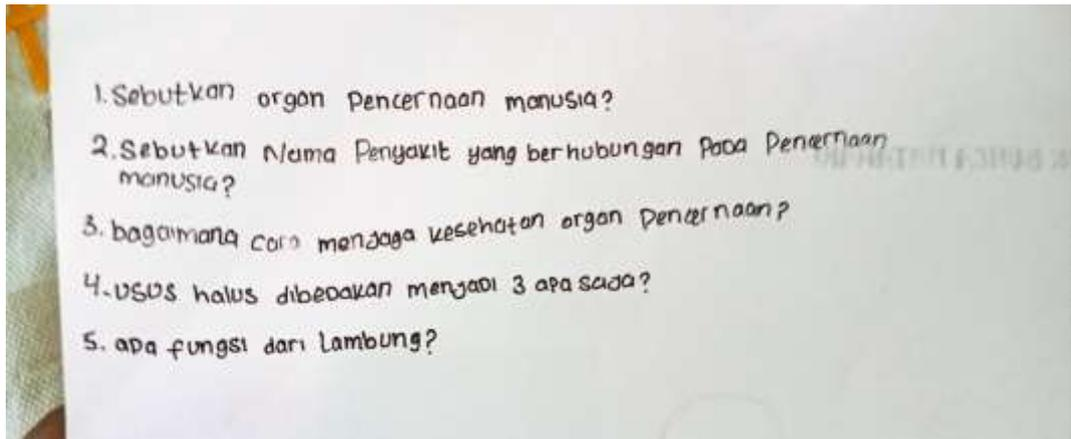 1. Sebutkan organ Pencernaan manusia?
2. Sebutkan Nama Penyakit yang berhubungan Pada Pencernaan
manusia?
3. bagaimana cara menjaga kesehatan organ Pencernaan?
4. usus halus dibedakan menjadi 3 apa saja?
5. apa fungsi dari lambung?